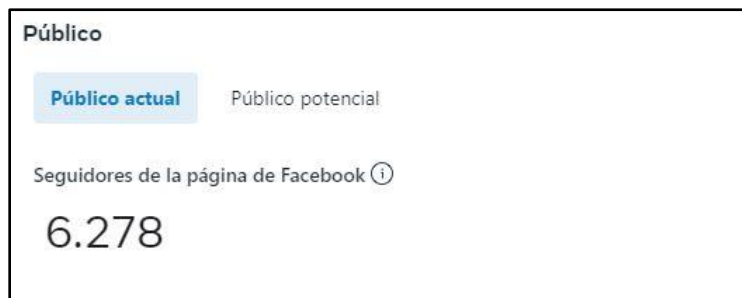 Público
Público actual Público potencial
Seguidores de la página de Facebook
6.278